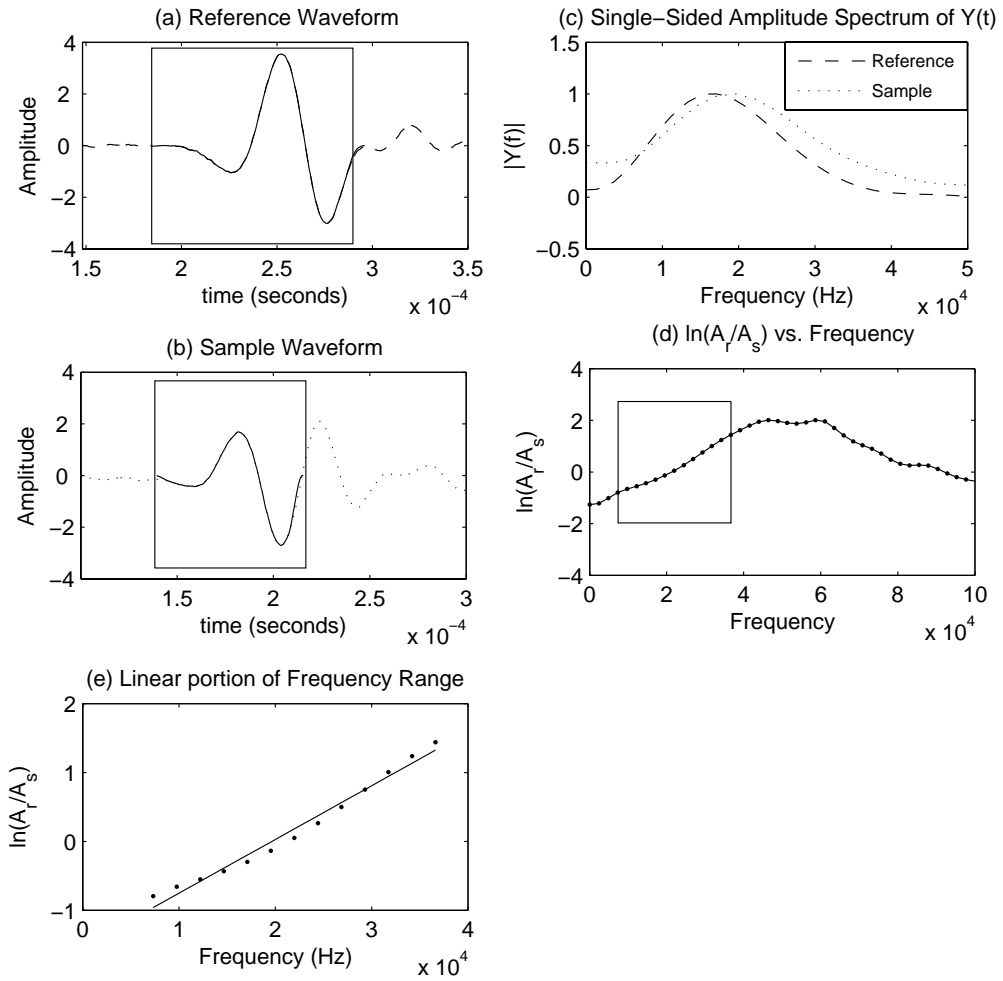 (a) Reference Waveform
4
2
0
−2
−4
Amplitude
1.5
2
2.5
3
3.5
time (seconds)
x 10−4
(c) Single−Sided Amplitude Spectrum of Y(t)
1.5
1
0.5
0
−0.5
|Y(f)|
Reference
Sample
0
1
2
3
4
5
Frequency (Hz)
x 10^4
(b) Sample Waveform
4
2
0
−2
−4
Amplitude
1.5
2
2.5
3
time (seconds)
x 10−4
(d) ln(A_r/A_s) vs. Frequency
4
2
0
−2
−4
ln(A_r/A_s)
0
2
4
6
8
10
Frequency
x 10^4
(e) Linear portion of Frequency Range
2
1
0
−1
ln(A_r/A_s)
0
1
2
3
4
Frequency (Hz)
x 10^4